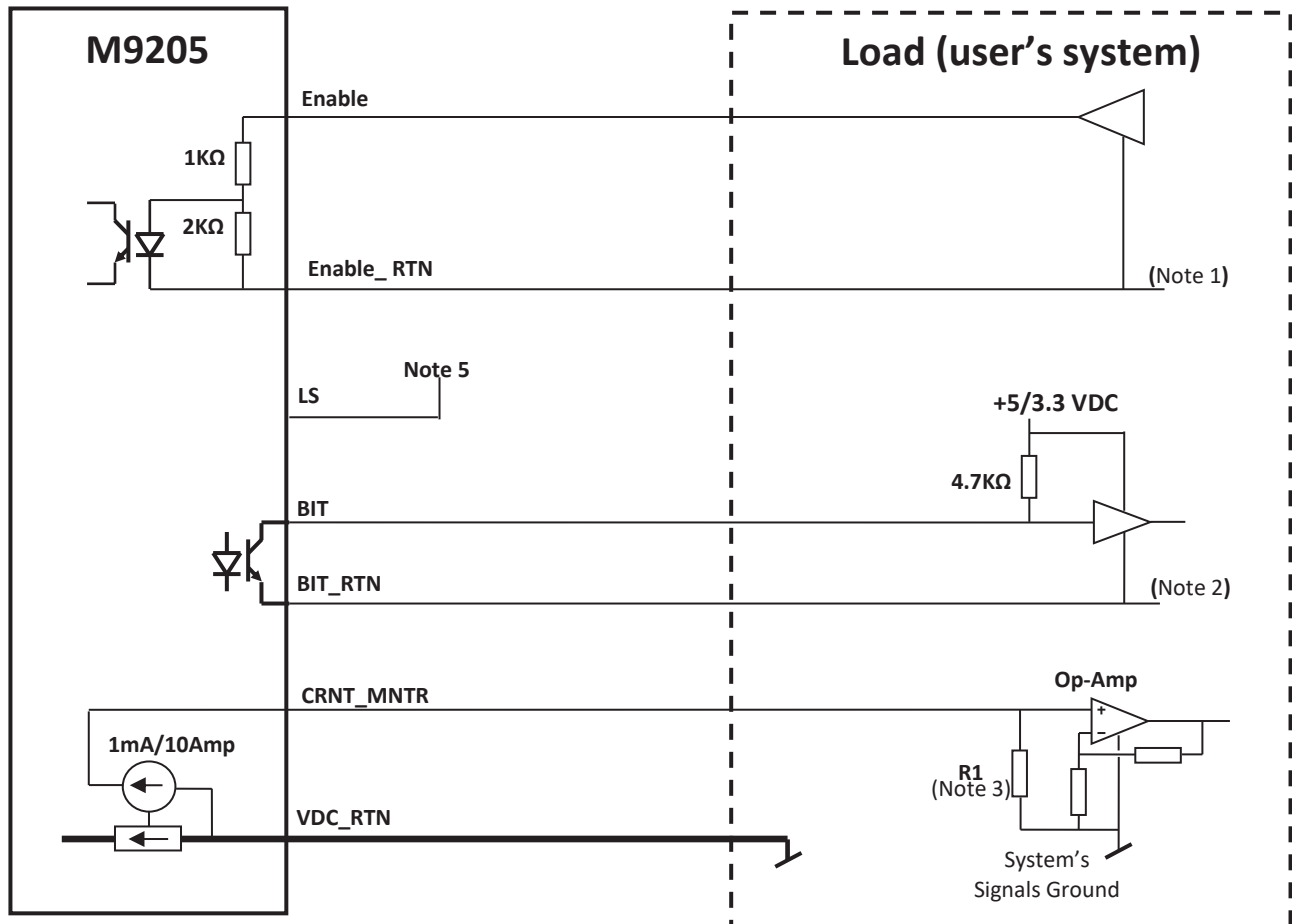 M9205
Load (user's system)
Enable
1KΩ
2KΩ
Enable_ RTN
(Note 1)
Note 5
LS
+5/3.3 VDC
4.7KΩ
BIT
BIT_RTN
(Note 2)
CRNT_MNTR
Op-Amp
+
−
1mA/10Amp
R1
(Note 3)
VDC_RTN
System's
Signals Ground